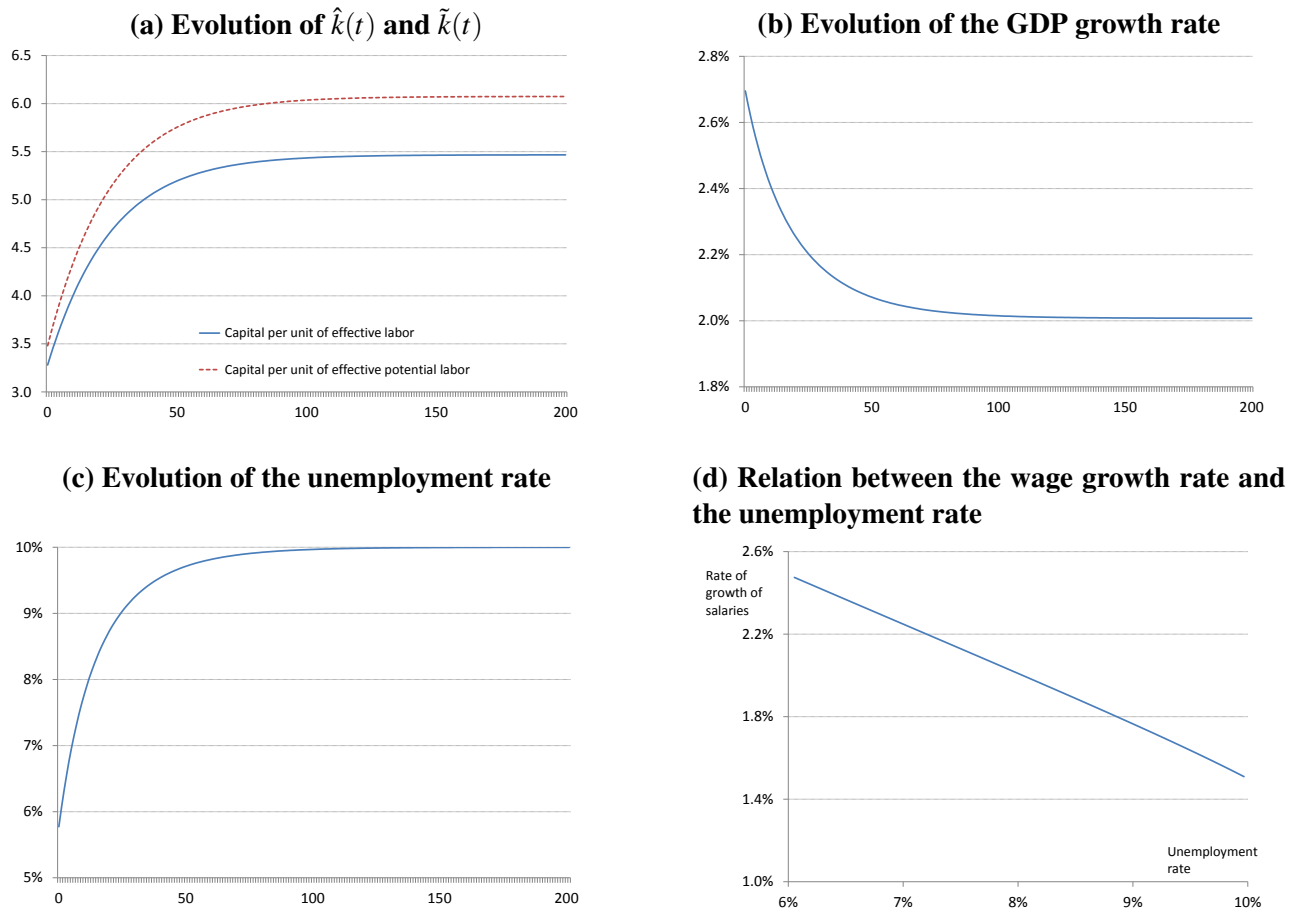 (a) Evolution of k̂(t) and k̃(t)
6.5
6.0
5.5
5.0
4.5
4.0
3.5
3.0
Capital per unit of effective labor
Capital per unit of effective potential labor
0 50 100 150 200
(b) Evolution of the GDP growth rate
2.8%
2.6%
2.4%
2.2%
2.0%
1.8%
0 50 100 150 200
(c) Evolution of the unemployment rate
10%
9%
8%
7%
6%
5%
0 50 100 150 200
(d) Relation between the wage growth rate and
the unemployment rate
2.6%
Rate of
growth of
salaries
2.2%
1.8%
1.4%
Unemployment
rate
1.0%
6% 7% 8% 9% 10%